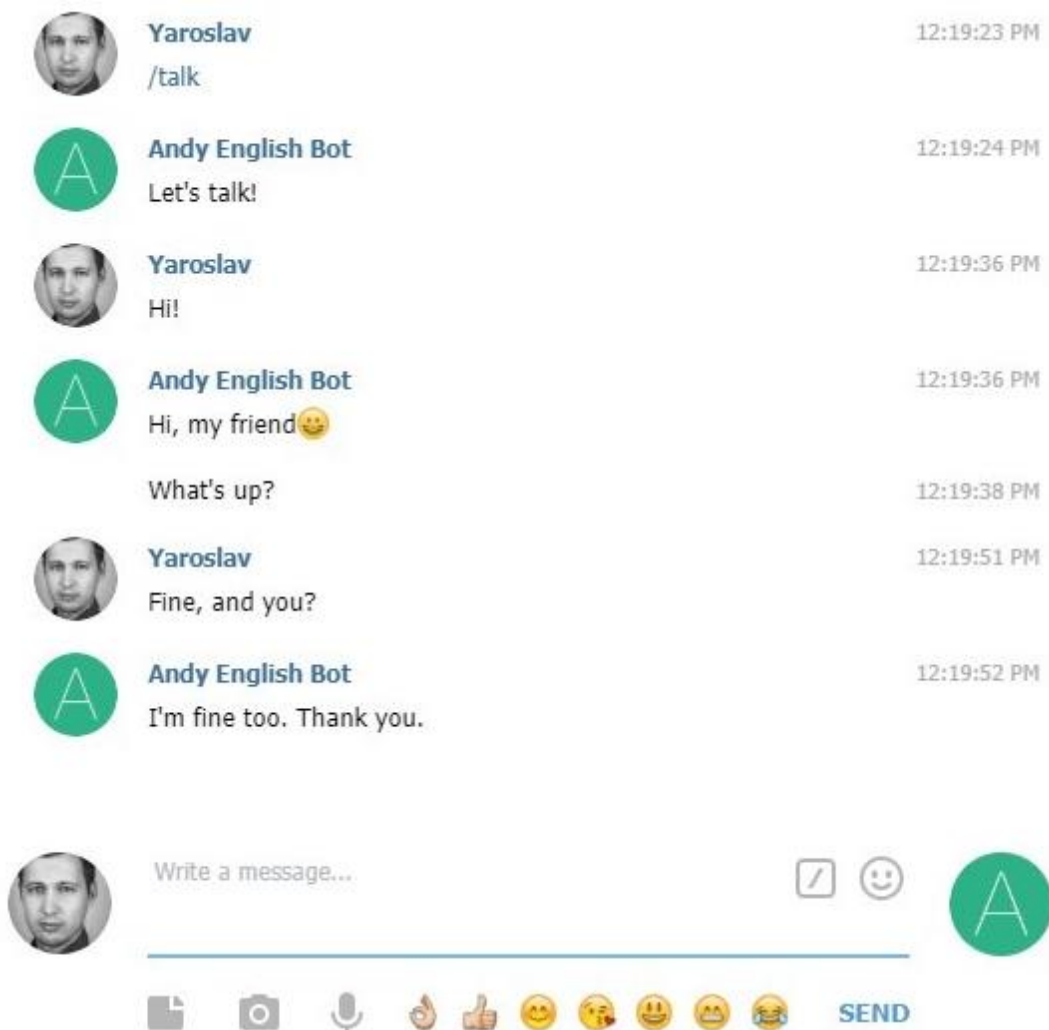 Yaroslav 12:19:23 PM
/talk
A Andy English Bot 12:19:24 PM
Let's talk!
Yaroslav 12:19:36 PM
Hi!
A Andy English Bot 12:19:36 PM
Hi, my friend😀
What's up? 12:19:38 PM
Yaroslav 12:19:51 PM
Fine, and you?
A Andy English Bot 12:19:52 PM
I'm fine too. Thank you.
Write a message... / A
SEND